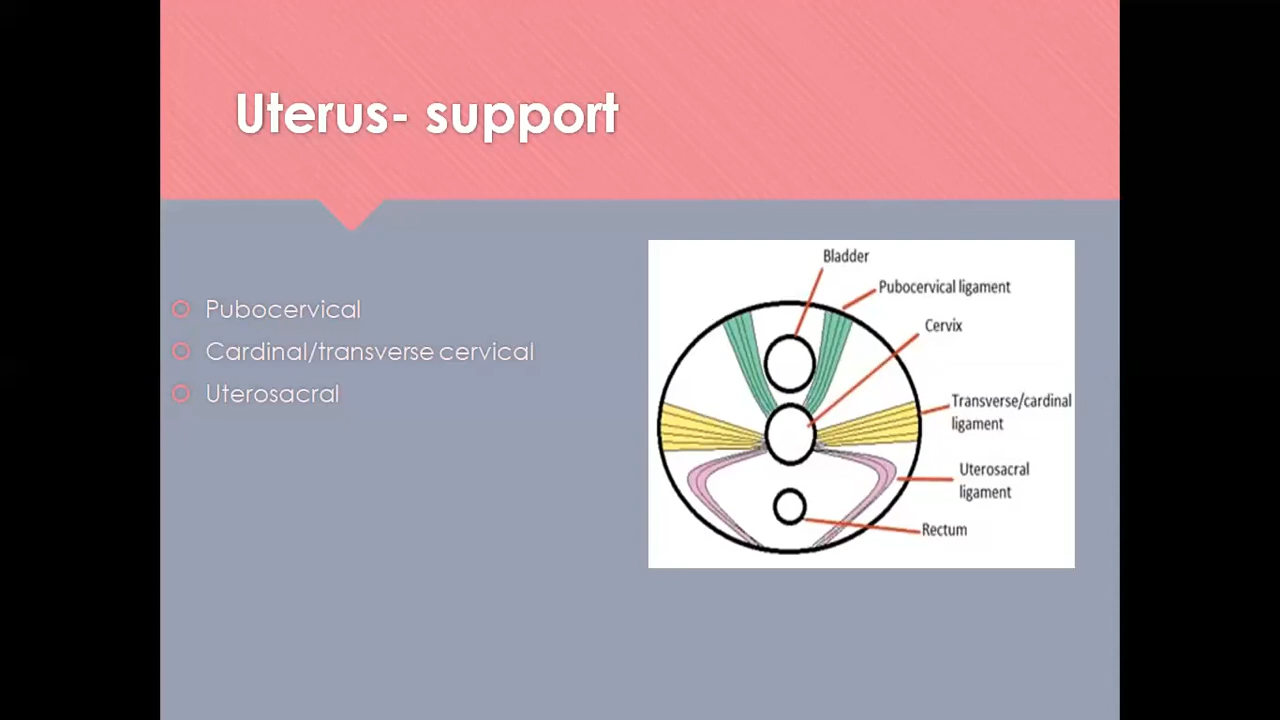 Uterus- support
Pubocervical
Cardinal/transverse cervical
Uterosacral
Bladder
Pubocervical ligament
Cervix
Transverse/cardinal
ligament
Uterosacral
ligament
Rectum